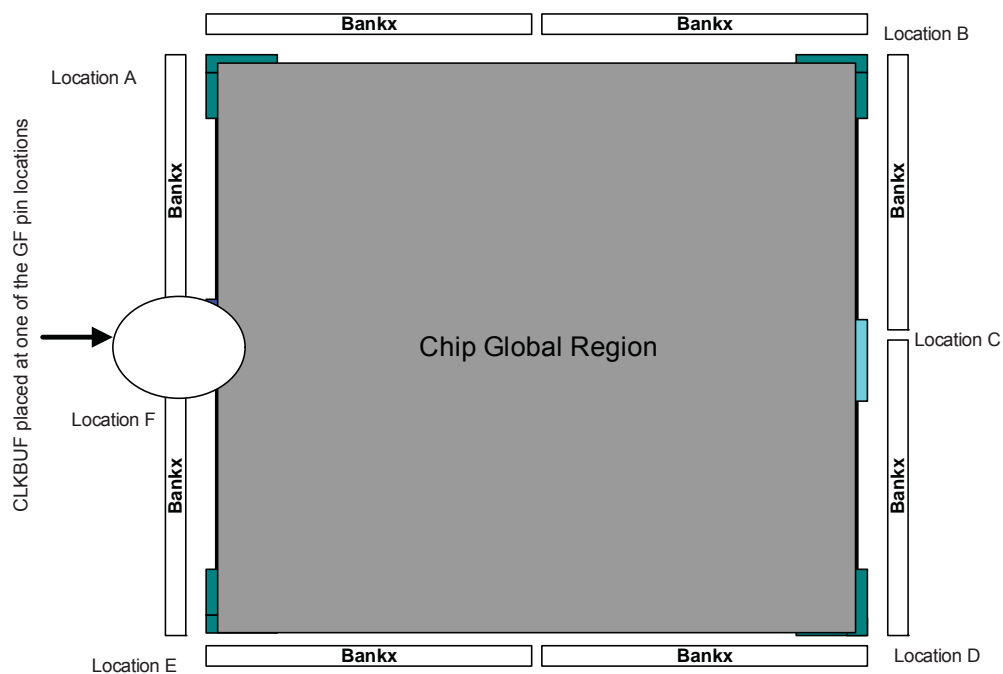 Bankx
Bankx
Location B
Location A
Bankx
Bankx
CLKBUF placed at one of the GF pin locations
Chip Global Region
Location C
Location F
Bankx
Bankx
Location E
Bankx
Bankx
Location D